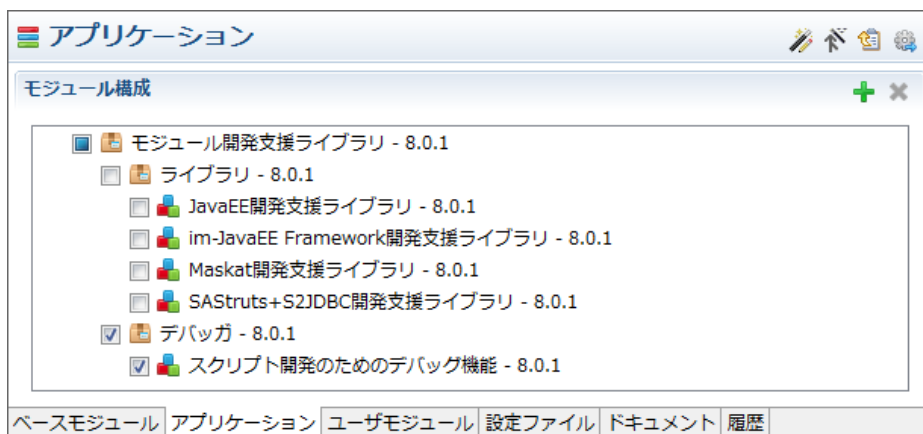 アプリケーション
モジュール構成
モジュール開発支援ライブラリ - 8.0.1
ライブラリ - 8.0.1
JavaEE開発支援ライブラリ - 8.0.1
im-JavaEE Framework開発支援ライブラリ - 8.0.1
Maskat開発支援ライブラリ - 8.0.1
SAStruts+S2JDBC開発支援ライブラリ - 8.0.1
デバッガ - 8.0.1
スクリプト開発のためのデバッグ機能 - 8.0.1
ベースモジュール アプリケーション ユーザモジュール 設定ファイル ドキュメント 履歴